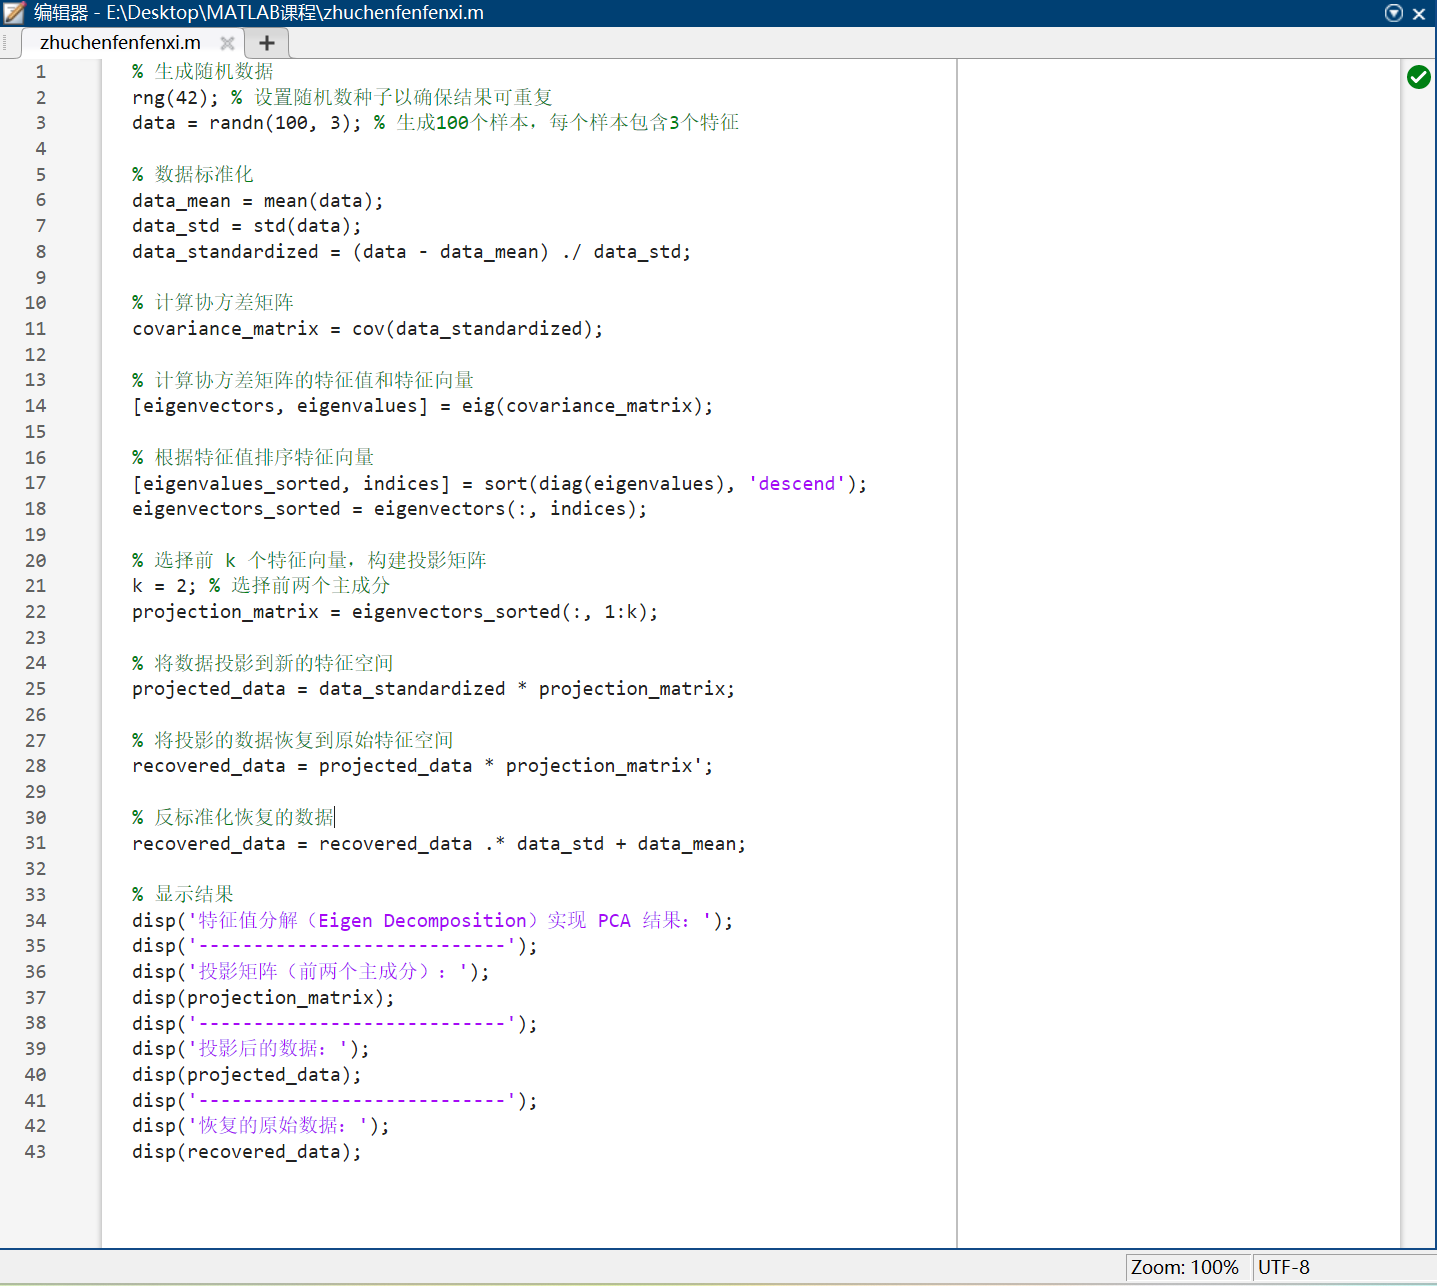 编辑器 - E:\Desktop\MATLAB课程\zhuchenfenfenxi.m
zhuchenfenfenxi.m
1 % 生成随机数据
2 rng(42); % 设置随机数种子以确保结果可重复
3 data = randn(100, 3); % 生成100个样本，每个样本包含3个特征
4
5 % 数据标准化
6 data_mean = mean(data);
7 data_std = std(data);
8 data_standardized = (data - data_mean) ./ data_std;
9
10 % 计算协方差矩阵
11 covariance_matrix = cov(data_standardized);
12
13 % 计算协方差矩阵的特征值和特征向量
14 [eigenvectors, eigenvalues] = eig(covariance_matrix);
15
16 % 根据特征值排序特征向量
17 [eigenvalues_sorted, indices] = sort(diag(eigenvalues), 'descend');
18 eigenvectors_sorted = eigenvectors(:, indices);
19
20 % 选择前 k 个特征向量，构建投影矩阵
21 k = 2; % 选择前两个主成分
22 projection_matrix = eigenvectors_sorted(:, 1:k);
23
24 % 将数据投影到新的特征空间
25 projected_data = data_standardized * projection_matrix;
26
27 % 将投影的数据恢复到原始特征空间
28 recovered_data = projected_data * projection_matrix';
29
30 % 反标准化恢复的数据
31 recovered_data = recovered_data .* data_std + data_mean;
32
33 % 显示结果
34 disp('特征值分解（Eigen Decomposition）实现 PCA 结果：');
35 disp('----------------------------');
36 disp('投影矩阵（前两个主成分）：');
37 disp(projection_matrix);
38 disp('----------------------------');
39 disp('投影后的数据：');
40 disp(projected_data);
41 disp('----------------------------');
42 disp('恢复的原始数据：');
43 disp(recovered_data);
Zoom: 100% UTF-8